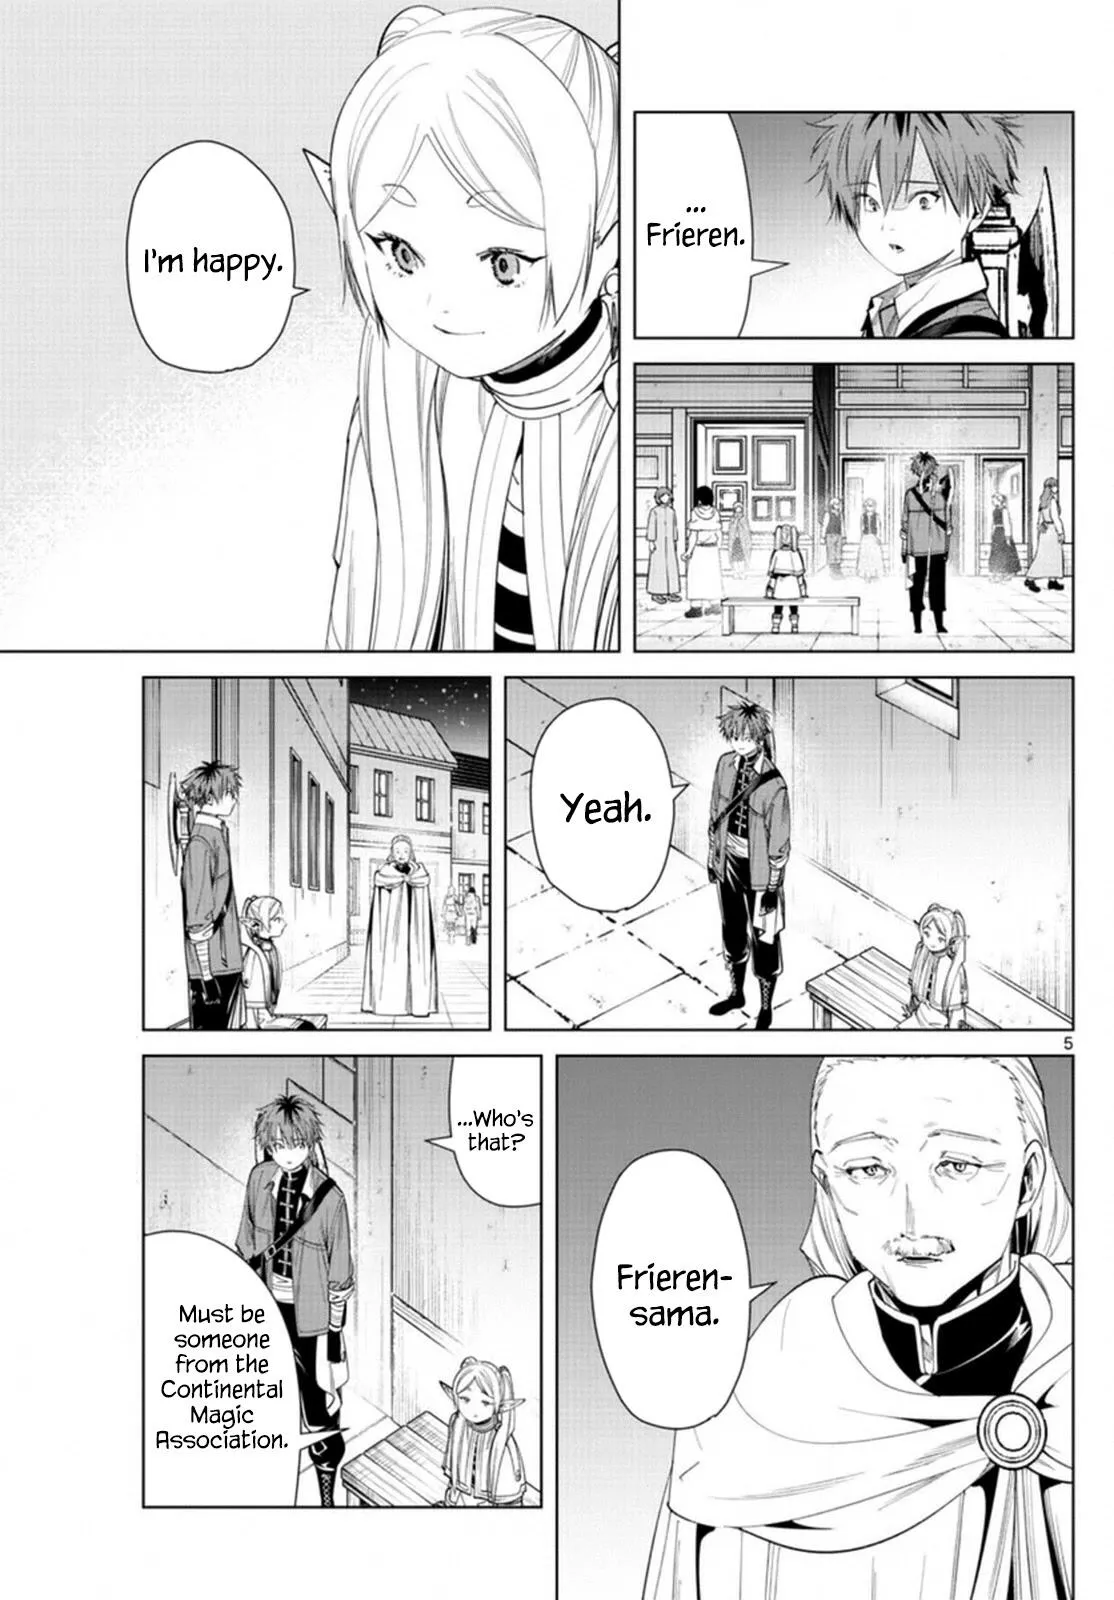 ...
Frieren.
I'm happy.
Yeah.
5
Frieren-
sama.
...Who's
that?
Must be
someone
from the
Continental
Magic
Association.